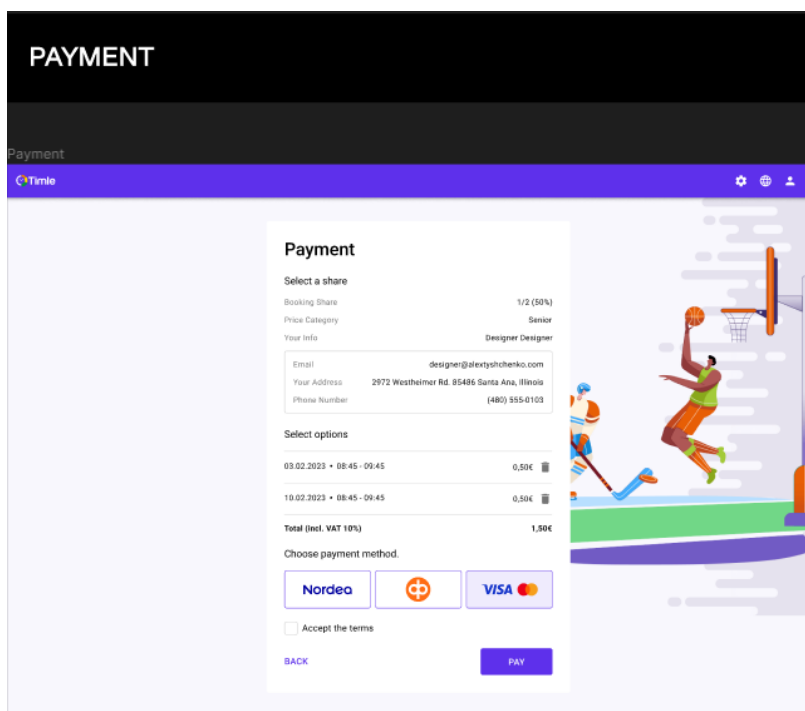 PAYMENT
Payment
Timle
Payment
Select a share
Booking Share 1/2 (50%)
Price Category Senior
Your Info Designer Designer
Email designer@alextyshchenko.com
Your Address 2972 Westheimer Rd. 85486 Santa Ana, Illinois
Phone Number (480) 555-0103
Select options
03.02.2023 • 08:45 - 09:45 0,50€
10.02.2023 • 08:45 - 09:45 0,50€
Total (incl. VAT 10%) 1,50€
Choose payment method.
Nordea
VISA
Accept the terms
BACK PAY